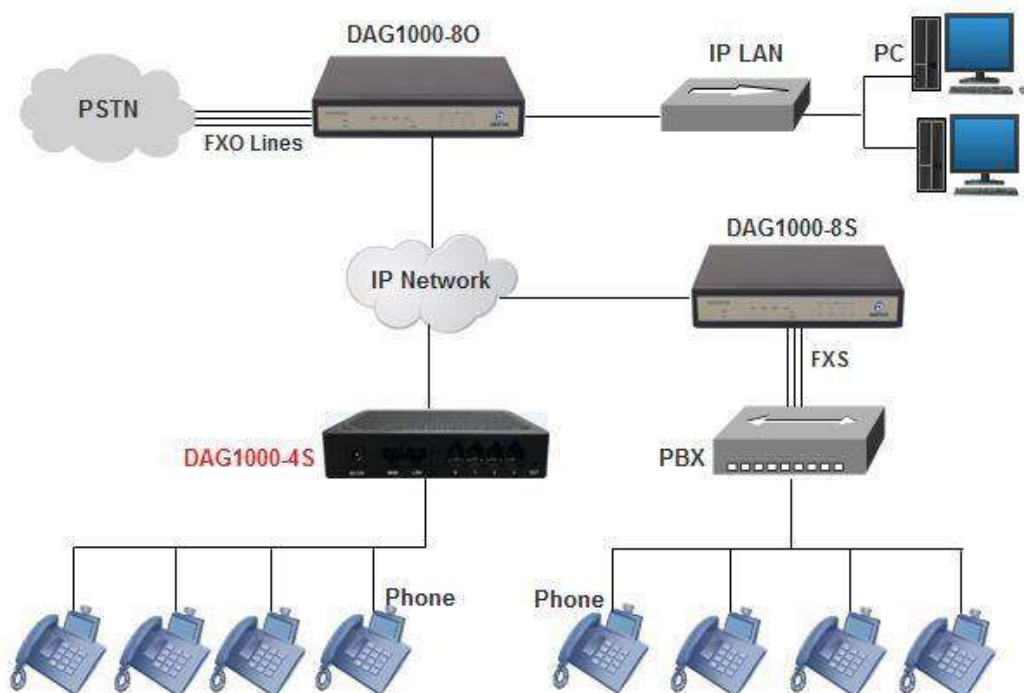 DAG1000-8O
IP LAN
PC
PSTN
FXO Lines
DAG1000-8S
IP Network
FXS
DAG1000-4S
PBX
Phone
Phone